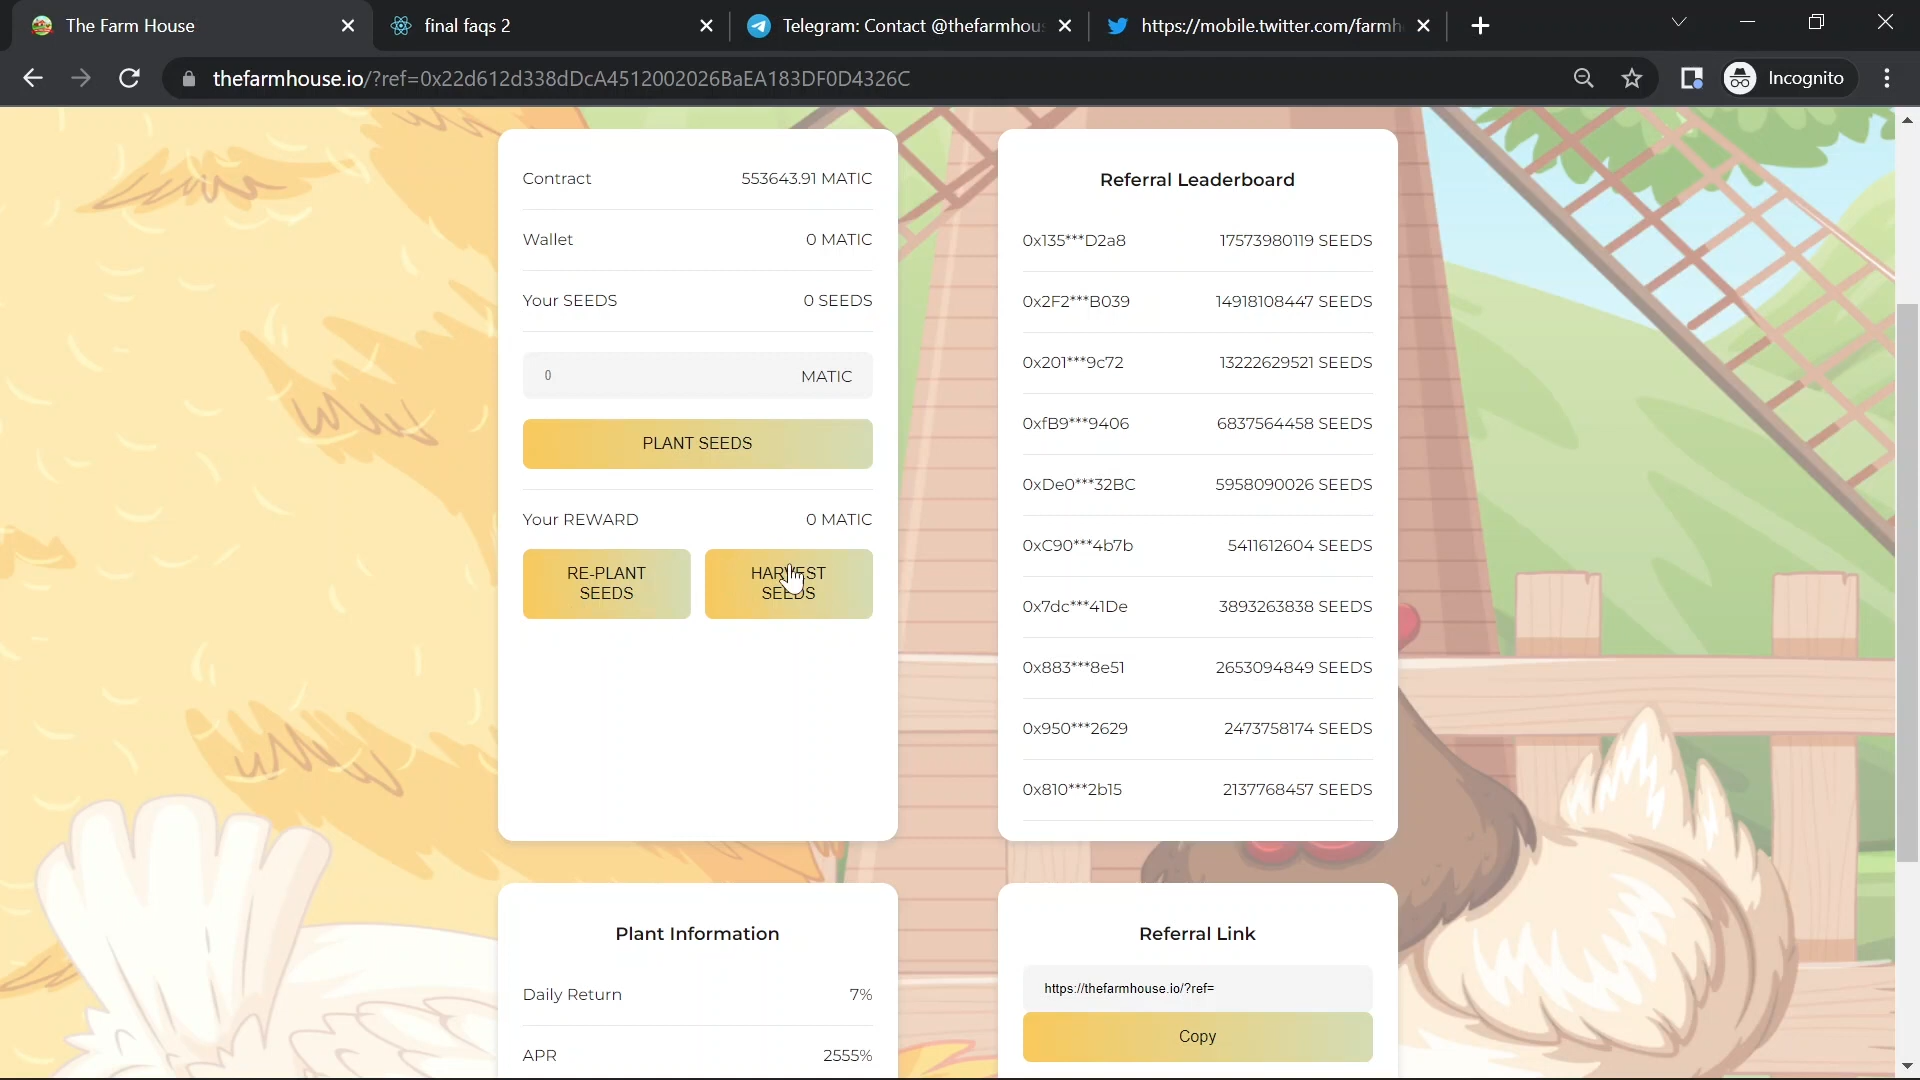 The Farm House
final faqs 2
Telegram: Contact @thefarmhou
https://mobile.twitter.com/farmh
thefarmhouse.io/?ref=0x22d612d338dDcA4512002026BaEA183DF0D4326C
Incognito
Contract 553643.91 MATIC
Wallet 0 MATIC
Your SEEDS 0 SEEDS
0 MATIC
PLANT SEEDS
Your REWARD 0 MATIC
RE-PLANT
SEEDS
HARVEST
SEEDS
Referral Leaderboard
0x135***D2a8 17573980119 SEEDS
0x2F2***B039 14918108447 SEEDS
0x201***9c72 13222629521 SEEDS
0xfB9***9406 6837564458 SEEDS
0xDe0***32BC 5958090026 SEEDS
0xC90***4b7b 5411612604 SEEDS
0x7dc***41De 3893263838 SEEDS
0x883***8e51 2653094849 SEEDS
0x950***2629 2473758174 SEEDS
0x810***2b15 2137768457 SEEDS
Plant Information
Daily Return 7%
APR 2555%
Referral Link
https://thefarmhouse.io/?ref=
Copy